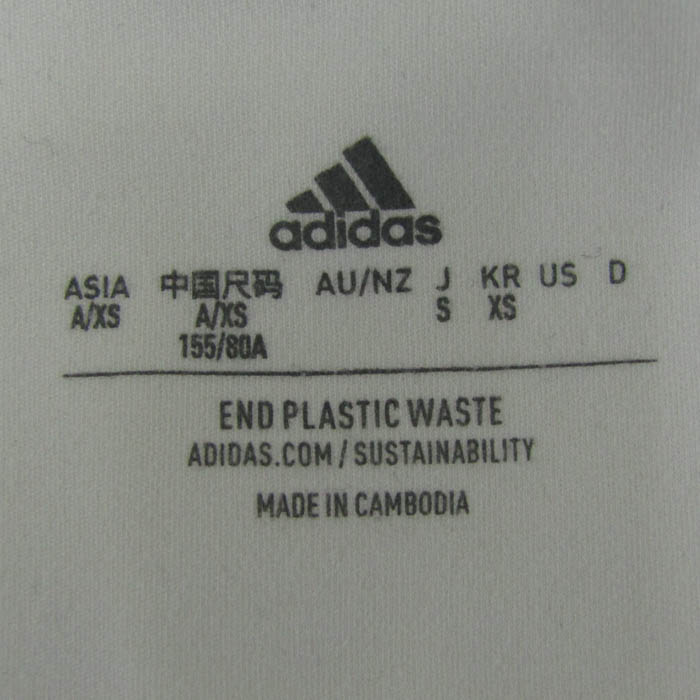 adidas
ASIA 中国尺码 AU/NZ J KR US D
A/XS A/XS S XS
155/80A
END PLASTIC WASTE
ADIDAS.COM/SUSTAINABILITY
MADE IN CAMBODIA